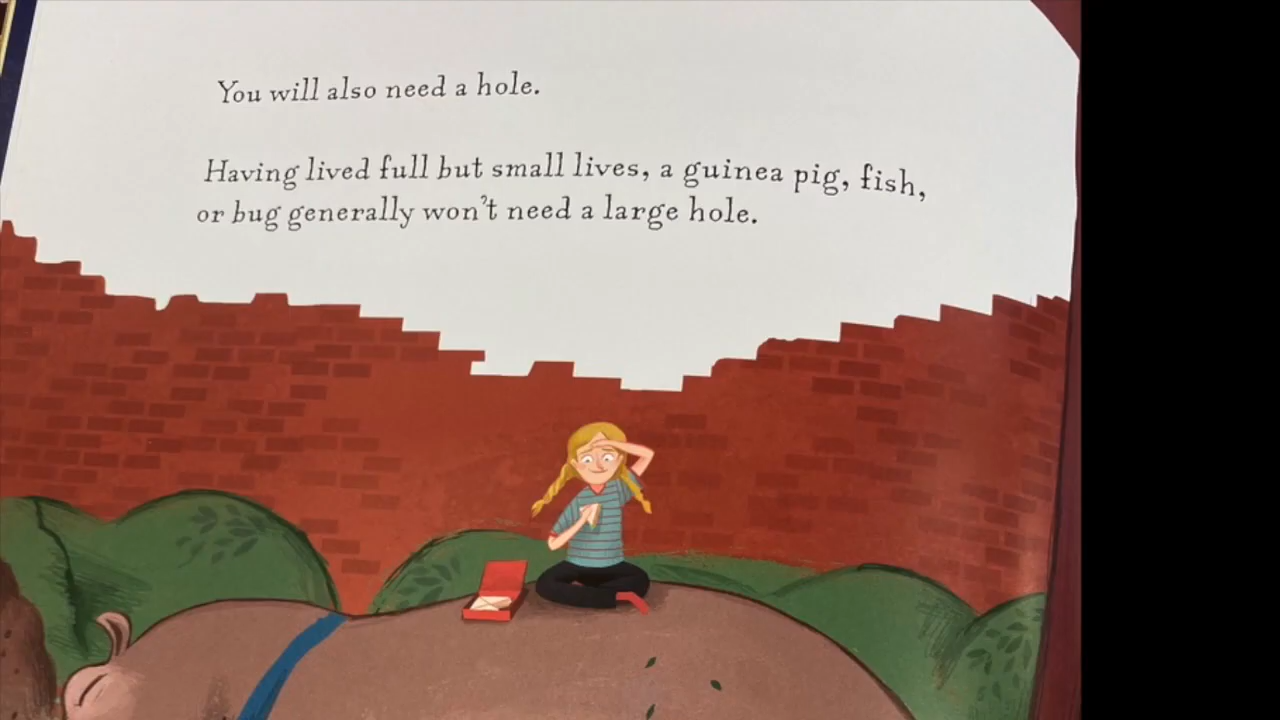 You will also need a hole.
Having lived full but small lives, a guinea pig, fish,
or bug generally won't need a large hole.